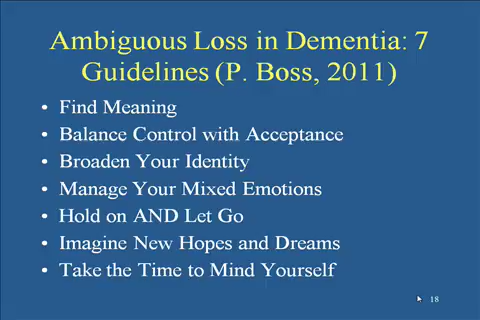 Ambiguous Loss in Dementia: 7
Guidelines (P. Boss, 2011)
• Find Meaning
• Balance Control with Acceptance
• Broaden Your Identity
• Manage Your Mixed Emotions
• Hold on AND Let Go
• Imagine New Hopes and Dreams
• Take the Time to Mind Yourself
18